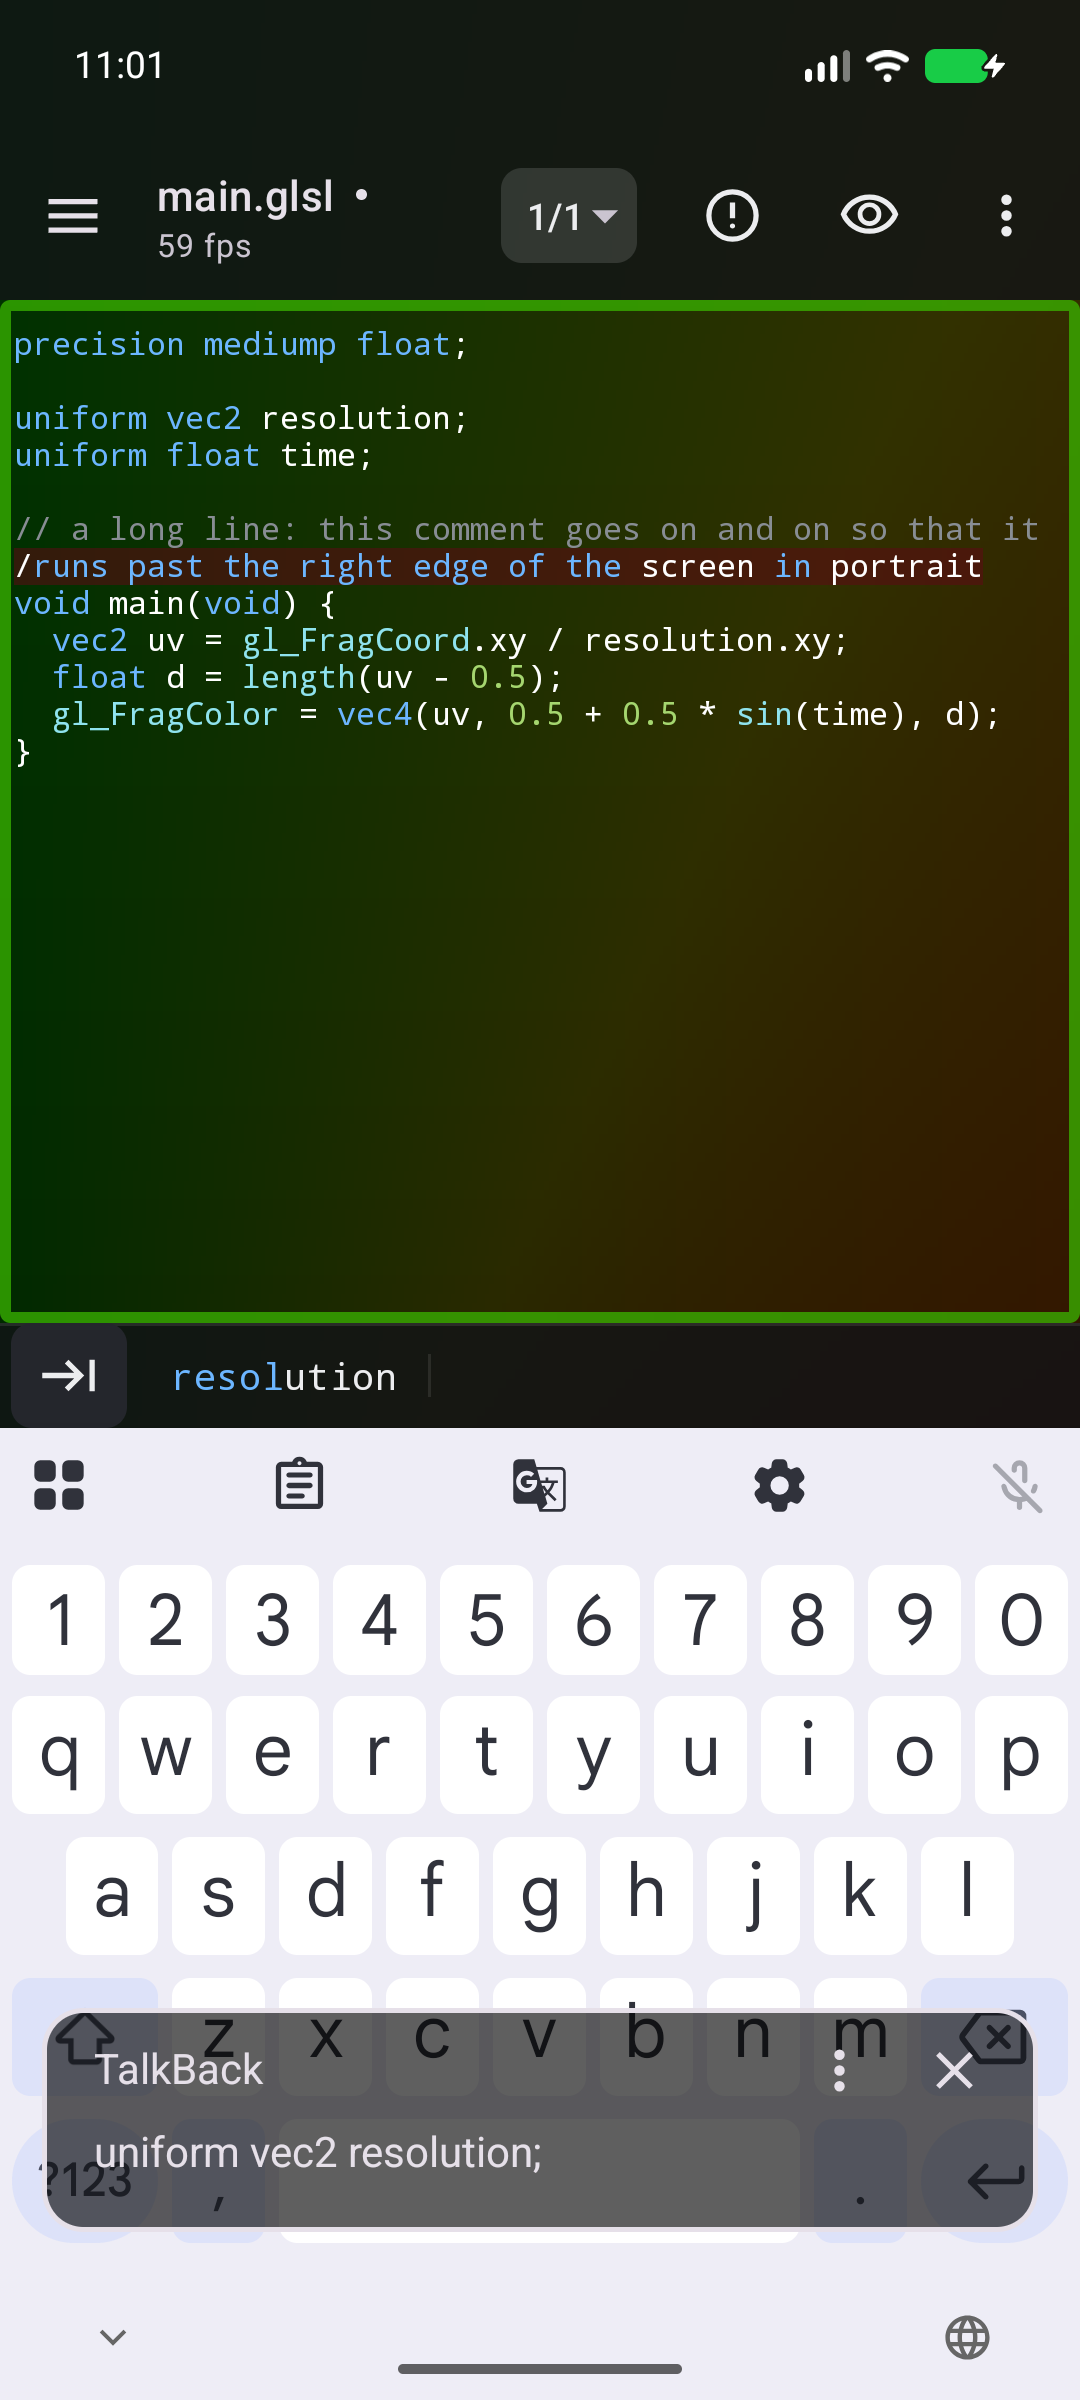 11:01
main.glsl •
59 fps
1/1
precision mediump float;
uniform vec2 resolution;
uniform float time;
// a long line: this comment goes on and on so that it
/runs past the right edge of the screen in portrait
void main(void) {
  vec2 uv = gl_FragCoord.xy / resolution.xy;
  float d = length(uv - 0.5);
  gl_FragColor = vec4(uv, 0.5 + 0.5 * sin(time), d);
}
resolution
G 文
1 2 3 4 5 6 7 8 9 0
q w e r t y u i o p
a s d f g h j k l
z x c v b n m
TalkBack
uniform vec2 resolution;
?123 , .